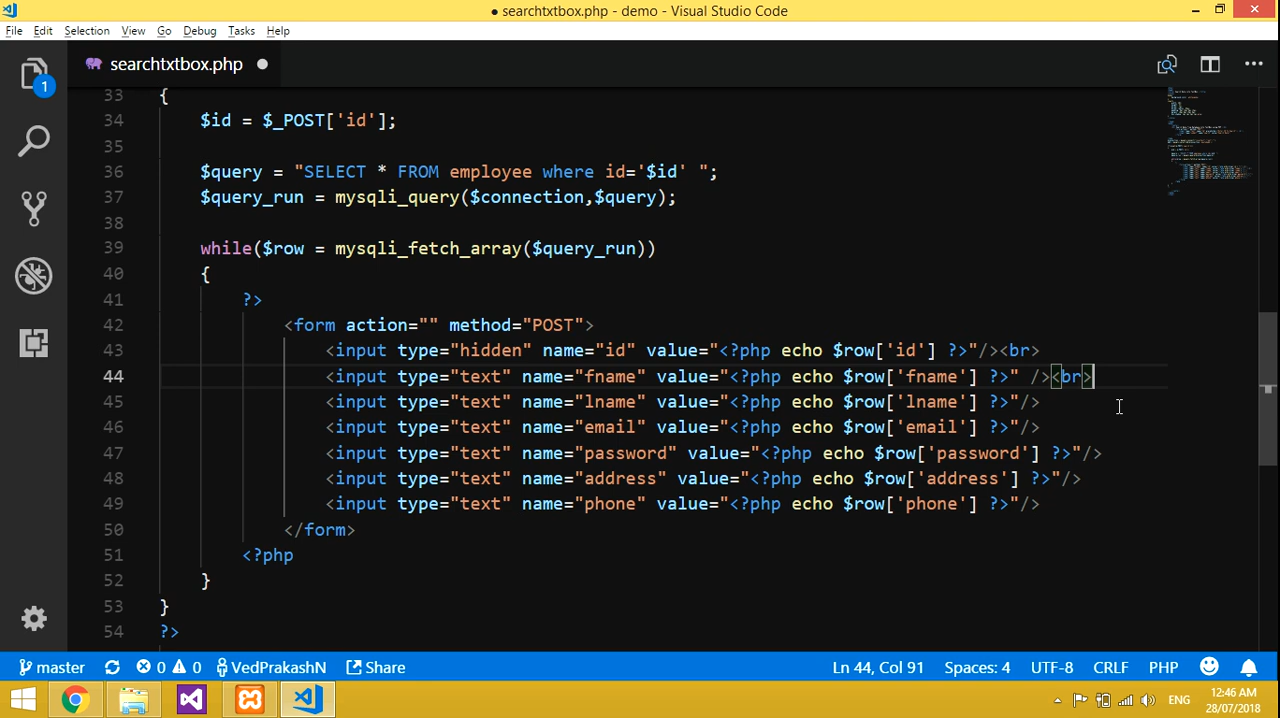 ● searchtxtbox.php - demo - Visual Studio Code
File Edit Selection View Go Debug Tasks Help
1
searchtxtbox.php ●
33 {
34 $id = $_POST['id'];
35
36 $query = "SELECT * FROM employee where id='$id' ";
37 $query_run = mysqli_query($connection,$query);
38
39 while($row = mysqli_fetch_array($query_run))
40 {
41 ?>
42 <form action="" method="POST">
43 <input type="hidden" name="id" value="<?php echo $row['id'] ?>"/><br>
44 <input type="text" name="fname" value="<?php echo $row['fname'] ?>" /><br>
45 <input type="text" name="lname" value="<?php echo $row['lname'] ?>"/>
46 <input type="text" name="email" value="<?php echo $row['email'] ?>"/>
47 <input type="text" name="password" value="<?php echo $row['password'] ?>"/>
48 <input type="text" name="address" value="<?php echo $row['address'] ?>"/>
49 <input type="text" name="phone" value="<?php echo $row['phone'] ?>"/>
50 </form>
51 <?php
52 }
53 }
54 ?>
master 0 0 VedPrakashN Share Ln 44, Col 91 Spaces: 4 UTF-8 CRLF PHP
ENG 12:46 AM
28/07/2018